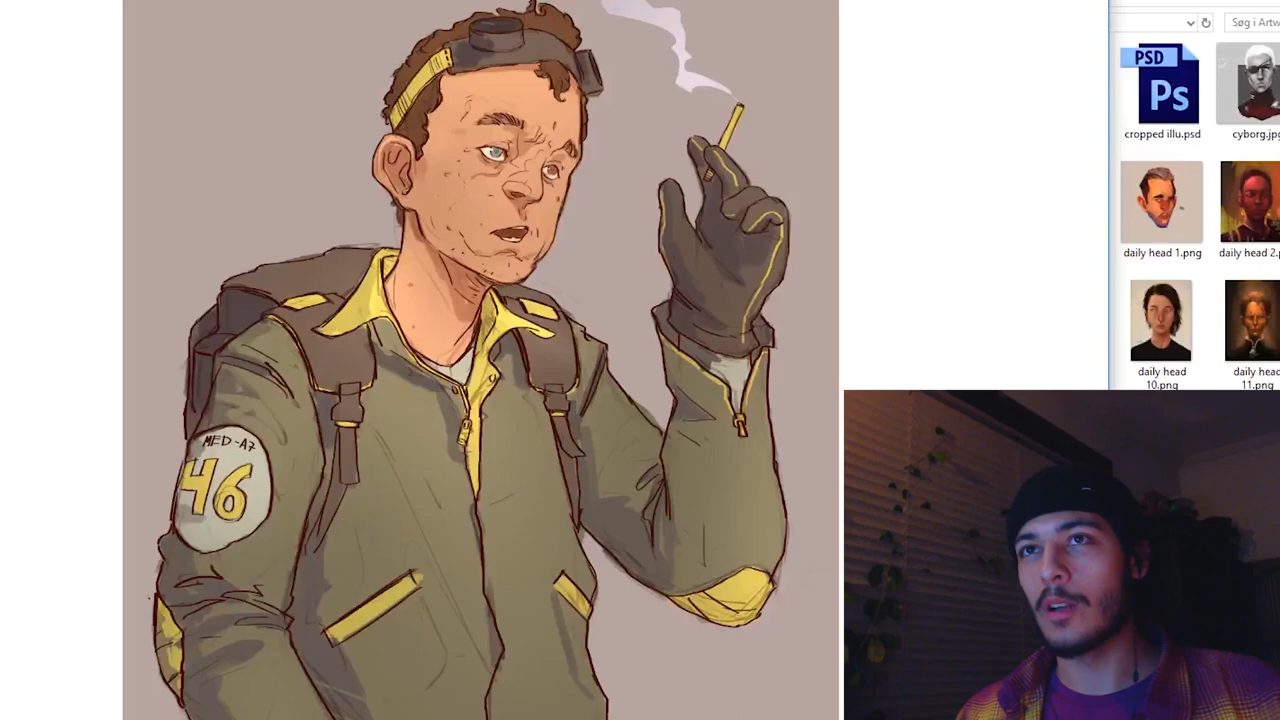 MED-A7
46
Søg i Artw
PSD
Ps
cropped illu.psd
cyborg.jpg
daily head 1.png
daily head 2.p
daily head
10.png
daily head
11.png